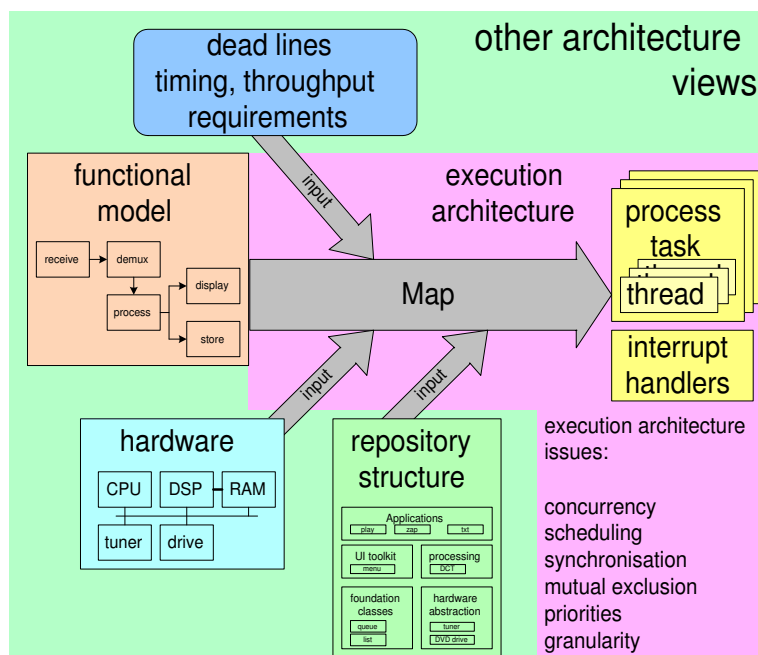 dead lines
timing, throughput
requirements
other architecture
views
functional
model
receive
demux
process
display
store
input
execution
architecture
Map
process
task
thread
interrupt
handlers
input
input
hardware
CPU
DSP
RAM
tuner
drive
repository
structure
Applications
play
zap
txt
UI toolkit
menu
processing
DCT
foundation
classes
queue
list
hardware
abstraction
tuner
DVD drive
execution architecture
issues:
concurrency
scheduling
synchronisation
mutual exclusion
priorities
granularity